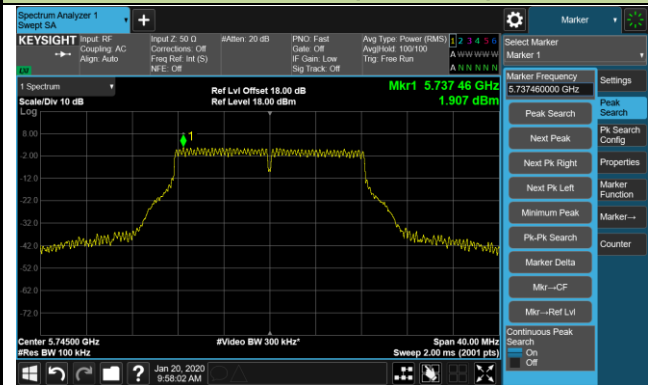 Spectrum Analyzer 1
Swept SA
Marker
KEYSIGHT
Input: RF
Coupling: AC
Align: Auto
Input Z: 50 Ω
Corrections: Off
Freq Ref: Int (S)
NFE: Off
#Atten: 20 dB
PNO: Fast
Gate: Off
IF Gain: Low
Sig Track: Off
Avg Type: Power (RMS)
Avg|Hold: 100/100
Trig: Free Run
1 2 3 4 5 6
A W W W W W
A N N N N N
Select Marker
Marker 1
1 Spectrum
Scale/Div 10 dB
Log
Ref Lvl Offset 18.00 dB
Ref Level 18.00 dBm
Mkr1 5.737 46 GHz
1.907 dBm
8.00
-2.00
-12.0
-22.0
-32.0
-42.0
-52.0
-62.0
-72.0
1
Center 5.74500 GHz
#Res BW 100 kHz
#Video BW 300 kHz*
Span 40.00 MHz
Sweep 2.00 ms (2001 pts)
Marker Frequency
5.737460000 GHz
Peak Search
Next Peak
Next Pk Right
Next Pk Left
Minimum Peak
Pk-Pk Search
Marker Delta
Mkr→CF
Mkr→Ref Lvl
Continuous Peak
Search
On
Off
Settings
Peak
Search
Pk Search
Config
Properties
Marker
Function
Marker→
Counter
Jan 20, 2020
9:58:02 AM